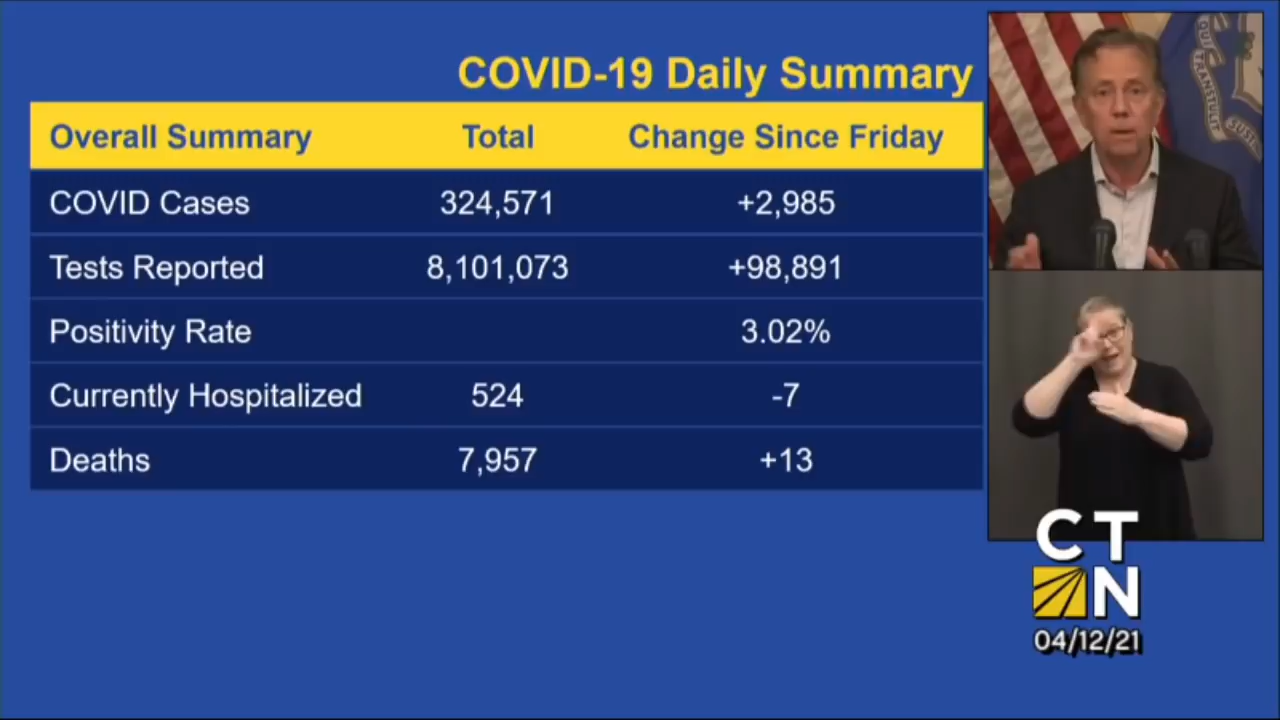 COVID-19 Daily Summary
Overall Summary Total Change Since Friday
COVID Cases 324,571 +2,985
Tests Reported 8,101,073 +98,891
Positivity Rate 3.02%
Currently Hospitalized 524 -7
Deaths 7,957 +13
QUI TRANSTULIT
CT
N
04/12/21